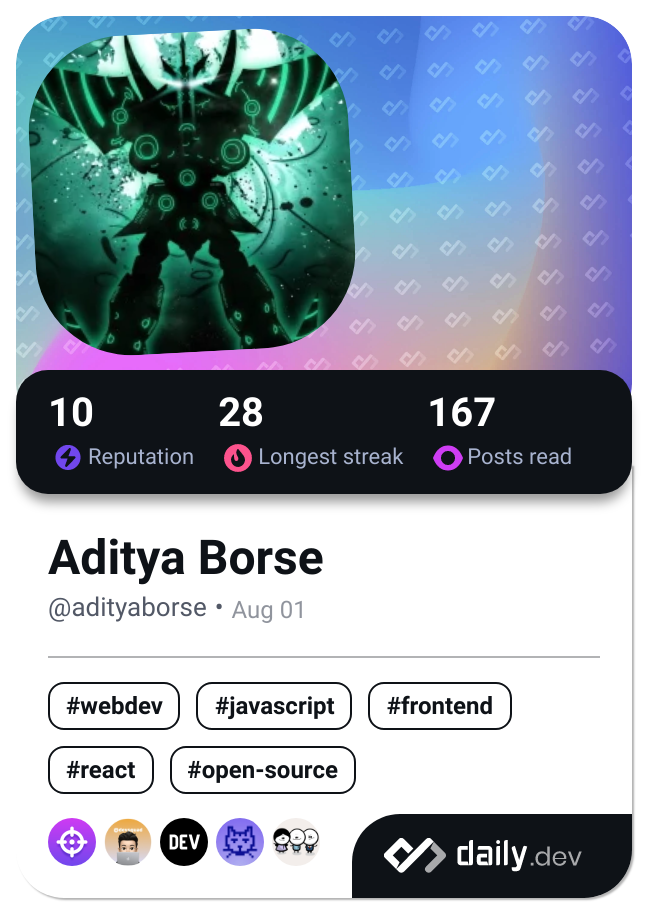 10 28 167
Reputation Longest streak Posts read
Aditya Borse
@adityaborse • Aug 01
#webdev #javascript #frontend
#react #open-source
DEV
daily.dev